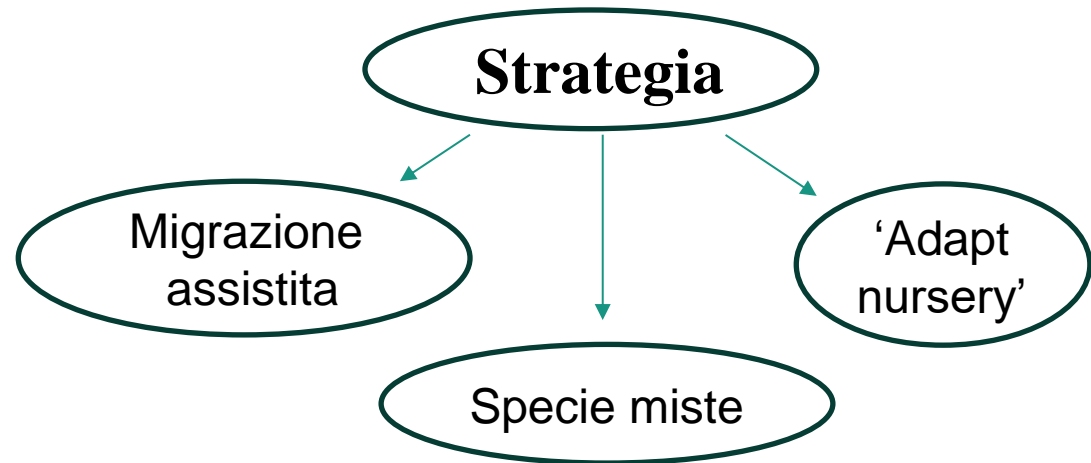 Strategia
Migrazione
assistita
‘Adapt
nursery’
Specie miste